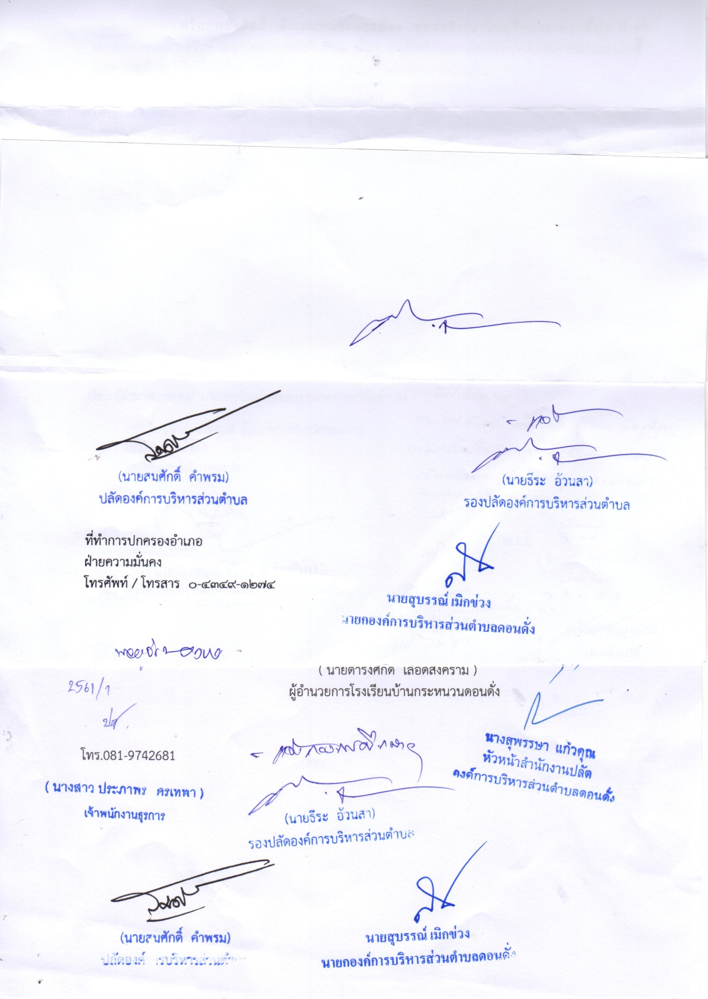 - ทราบ
(นายสมศักดิ์ คำพรม)
ปลัดองค์การบริหารส่วนตำบล
(นายธีระ อ้วนสา)
รองปลัดองค์การบริหารส่วนตำบล
ที่ทำการปกครองอำเภอ
ฝ่ายความมั่นคง
โทรศัพท์ / โทรสาร ๐-๔๓๔๙-๑๒๗๔
นายสุบรรณ์ เมิกข่วง
นายกองค์การบริหารส่วนตำบลดอนดั่ง
( นายดำรงศักดิ์ เลือดสงคราม )
ผู้อำนวยการโรงเรียนบ้านกระหนวนดอนดั่ง
2561/1
โทร.081-9742681
นางสุพรรษา แก้วคุณ
หัวหน้าสำนักงานปลัด
องค์การบริหารส่วนตำบลดอนดั่ง
( นางสาว ประภาพร ศรเทพา )
เจ้าพนักงานธุรการ
(นายธีระ อ้วนสา)
รองปลัดองค์การบริหารส่วนตำบล
(นายสมศักดิ์ คำพรม)
ปลัดองค์การบริหารส่วนตำบล
นายสุบรรณ์ เมิกข่วง
นายกองค์การบริหารส่วนตำบลดอนดั่ง